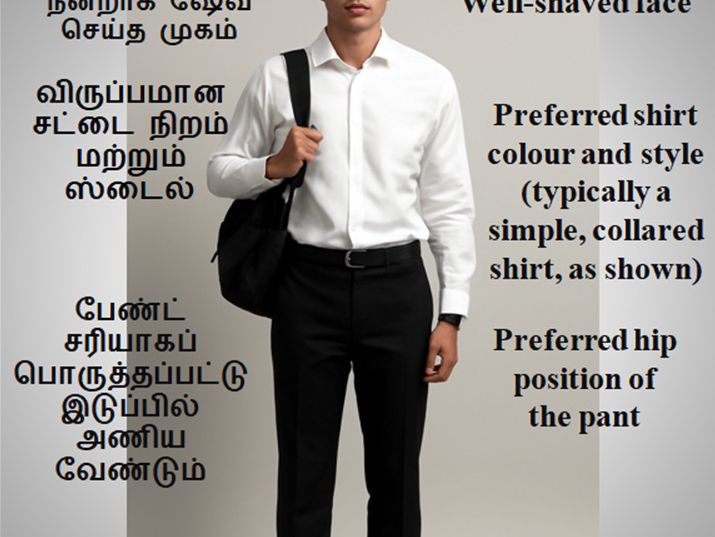 நன்றாக ஷேவ்
செய்த முகம்
Well-shaved face
விருப்பமான
சட்டை நிறம்
மற்றும்
ஸ்டைல்
Preferred shirt
colour and style
(typically a
simple, collared
shirt, as shown)
பேண்ட்
சரியாகப்
பொருத்தப்பட்டு
இடுப்பில்
அணிய
வேண்டும்
Preferred hip
position of
the pant